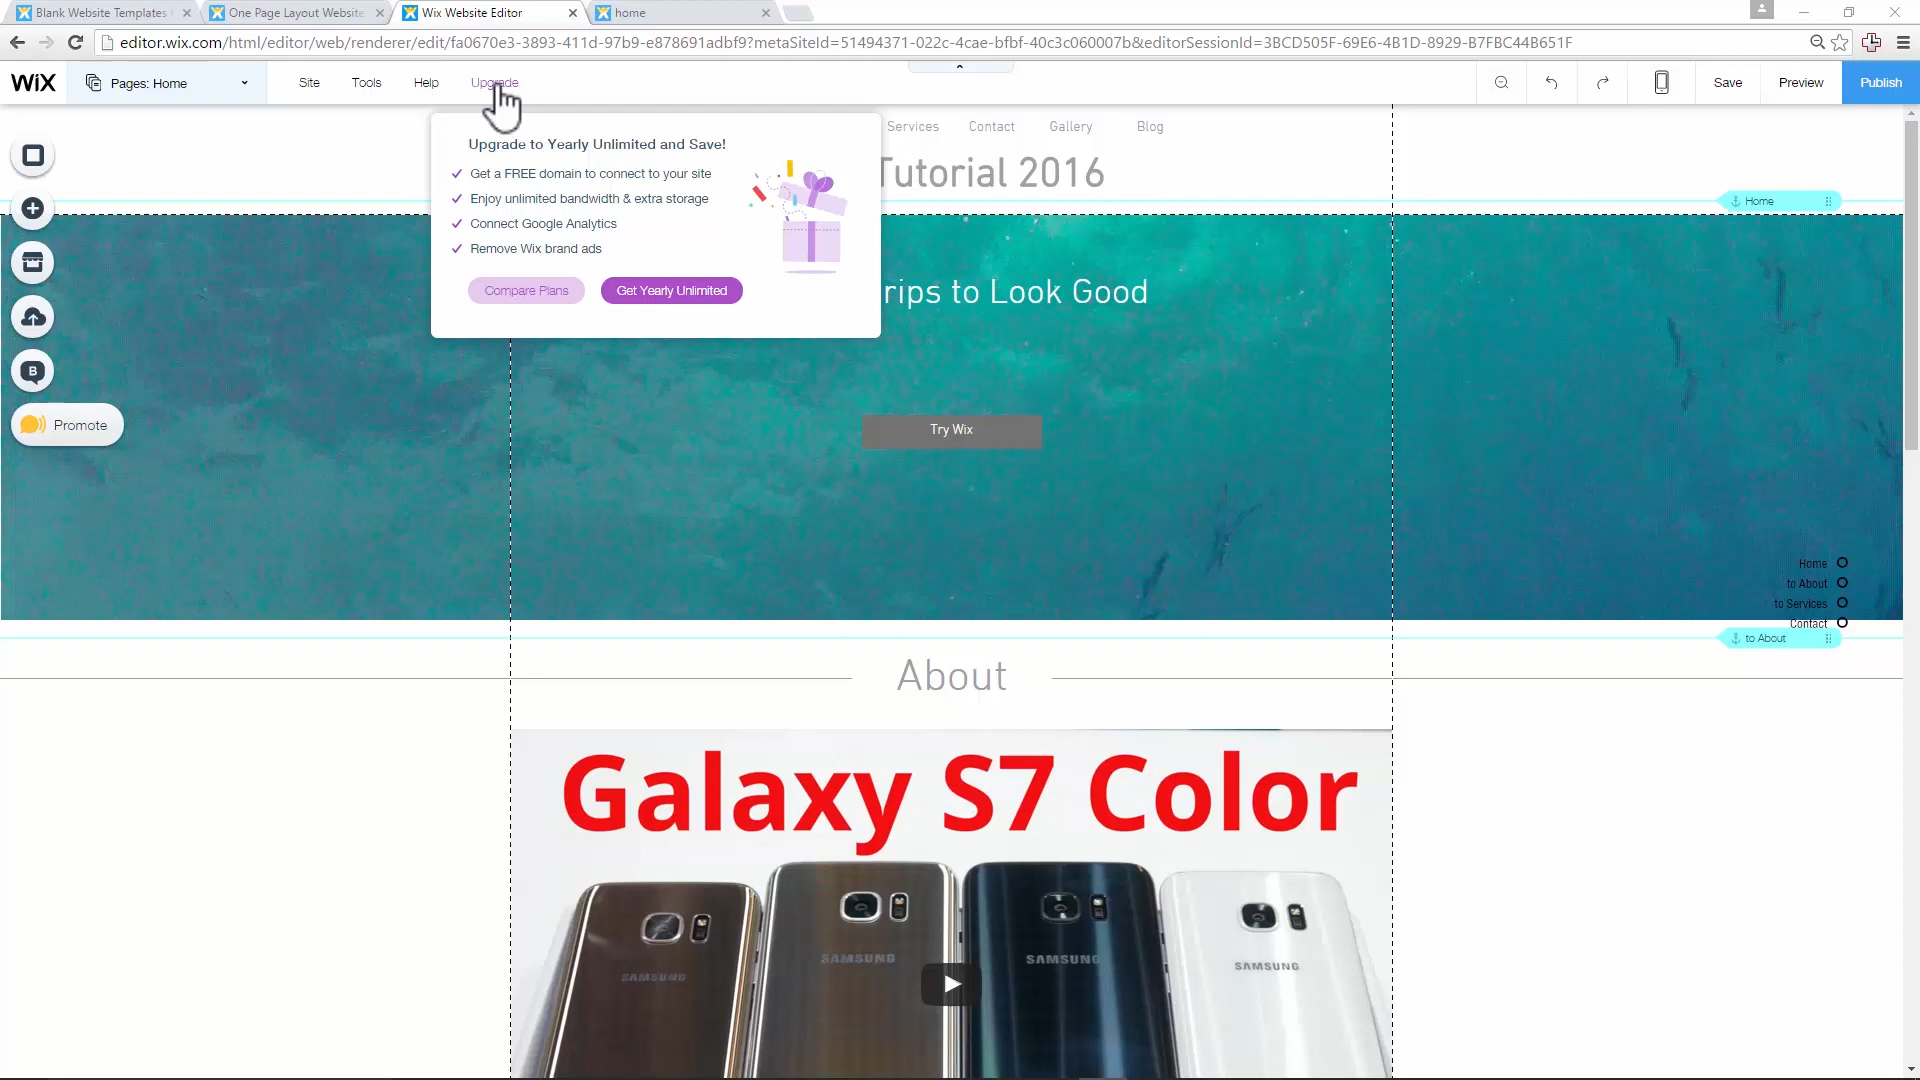 Blank Website Templates
One Page Layout Website
Wix Website Editor
home
editor.wix.com/html/editor/web/renderer/edit/fa0670e3-3893-411d-97b9-e878691adbf9?metaSiteId=51494371-022c-4cae-bfbf-40c3c060007b&editorSessionId=3BCD505F-69E6-4B1D-8929-B7FBC44B651F
WiX
Pages: Home
Site
Tools
Help
Upgrade
Save
Preview
Publish
Services
Contact
Gallery
Blog
Upgrade to Yearly Unlimited and Save!
Get a FREE domain to connect to your site
Enjoy unlimited bandwidth & extra storage
Connect Google Analytics
Remove Wix brand ads
Compare Plans
Get Yearly Unlimited
Tutorial 2016
Home
rips to Look Good
B
Promote
Try Wix
Home
to About
to Services
Contact
to About
About
Galaxy S7 Color
SAMSUNG
SAMSUNG
SAMSUNG
SAMSUNG